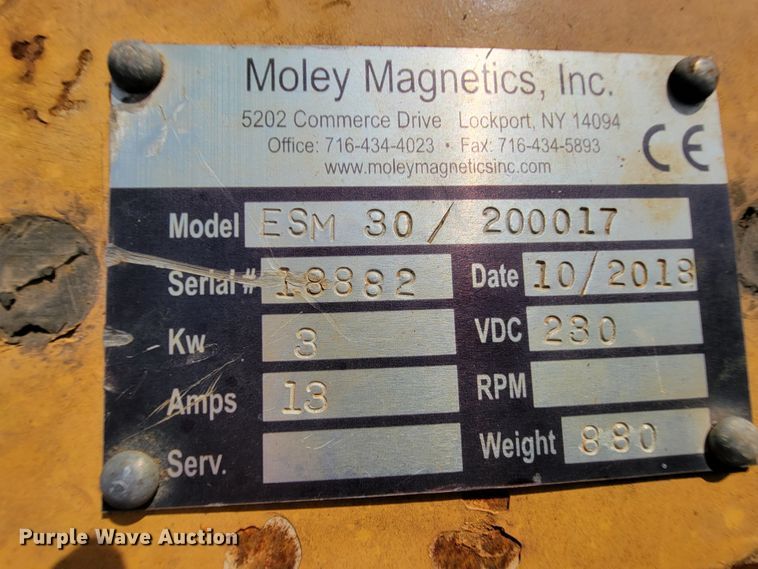 Moley Magnetics, Inc.
5202 Commerce Drive Lockport, NY 14094
Office: 716-434-4023 • Fax: 716-434-5893
www.moleymagneticsinc.com
CE
Model ESM 30 / 200017
Serial # 18882 Date 10/2018
Kw 3 VDC 230
Amps 13 RPM
Serv. Weight 880
Purple Wave Auction